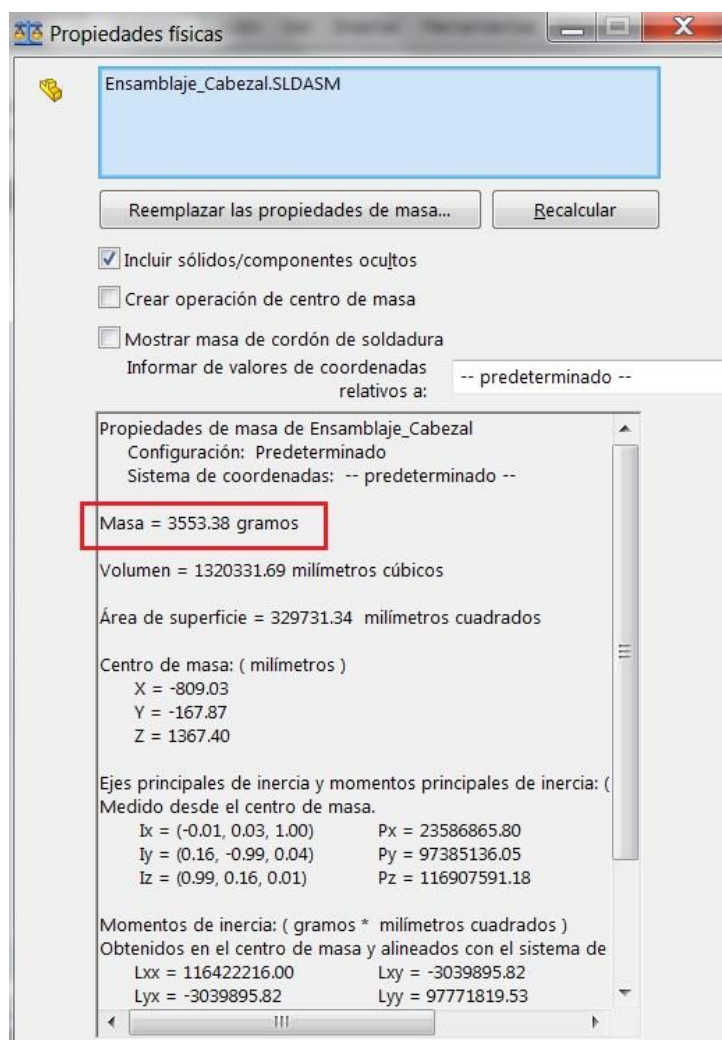 Propiedades físicas
Ensamblaje_Cabezal.SLDASM
Reemplazar las propiedades de masa...
Recalcular
Incluir sólidos/componentes ocultos
Crear operación de centro de masa
Mostrar masa de cordón de soldadura
Informar de valores de coordenadas
relativos a:
-- predeterminado --
Propiedades de masa de Ensamblaje_Cabezal
Configuración: Predeterminado
Sistema de coordenadas: -- predeterminado --
Masa = 3553.38 gramos
Volumen = 1320331.69 milímetros cúbicos
Área de superficie = 329731.34 milímetros cuadrados
Centro de masa: ( milímetros )
X = -809.03
Y = -167.87
Z = 1367.40
Ejes principales de inercia y momentos principales de inercia: (
Medido desde el centro de masa.
Ix = (-0.01, 0.03, 1.00) Px = 23586865.80
Iy = (0.16, -0.99, 0.04) Py = 97385136.05
Iz = (0.99, 0.16, 0.01) Pz = 116907591.18
Momentos de inercia: ( gramos * milímetros cuadrados )
Obtenidos en el centro de masa y alineados con el sistema de
Lxx = 116422216.00 Lxy = -3039895.82
Lyx = -3039895.82 Lyy = 97771819.53